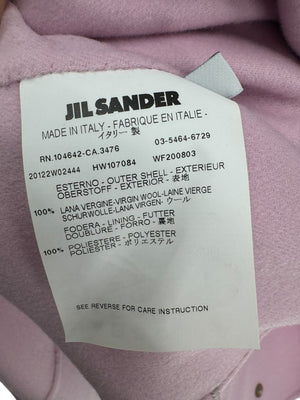 JIL SANDER
MADE IN ITALY - FABRIQUE EN ITALIE -
イタリー 製
RN.104642-CA.3476 03-5464-6729
20122W02444 HW107084 WF200803
ESTERNO - OUTER SHELL - EXTERIEUR
OBERSTOFF - EXTERIOR - 表地
100% LANA VERGINE-VIRGIN WOOL-LAINE VIERGE
SCHURWOLLE-LANA VIRGEN- ウール
FODERA - LINING - FUTTER
DOUBLURE - FORRO - 裏地
100% POLIESTERE - POLYESTER
POLIESTER - ポリエステル
SEE REVERSE FOR CARE INSTRUCTION